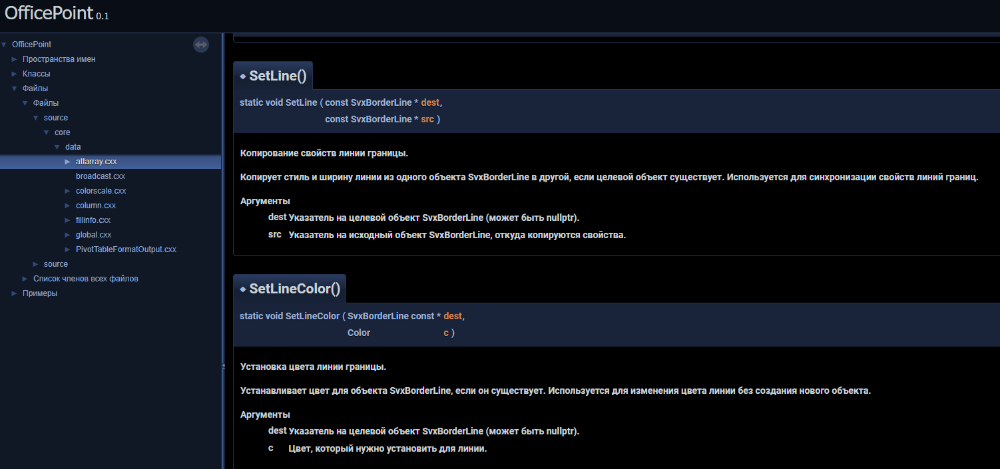 OfficePoint 0.1
OfficePoint
Пространства имен
Классы
Файлы
Файлы
source
core
data
attarray.cxx
broadcast.cxx
colorscale.cxx
column.cxx
fillinfo.cxx
global.cxx
PivotTableFormatOutput.cxx
source
Список членов всех файлов
Примеры
◆ SetLine()
static void SetLine ( const SvxBorderLine * dest,
const SvxBorderLine * src )
Копирование свойств линии границы.
Копирует стиль и ширину линии из одного объекта SvxBorderLine в другой, если целевой объект существует. Используется для синхронизации свойств линий границ.
Аргументы
dest Указатель на целевой объект SvxBorderLine (может быть nullptr).
src Указатель на исходный объект SvxBorderLine, откуда копируются свойства.
◆ SetLineColor()
static void SetLineColor ( SvxBorderLine const * dest,
Color c )
Установка цвета линии границы.
Устанавливает цвет для объекта SvxBorderLine, если он существует. Используется для изменения цвета линии без создания нового объекта.
Аргументы
dest Указатель на целевой объект SvxBorderLine (может быть nullptr).
c Цвет, который нужно установить для линии.